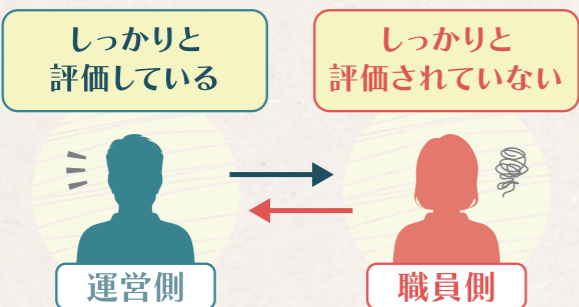 しっかりと
評価している
しっかりと
評価されていない
運営側
職員側